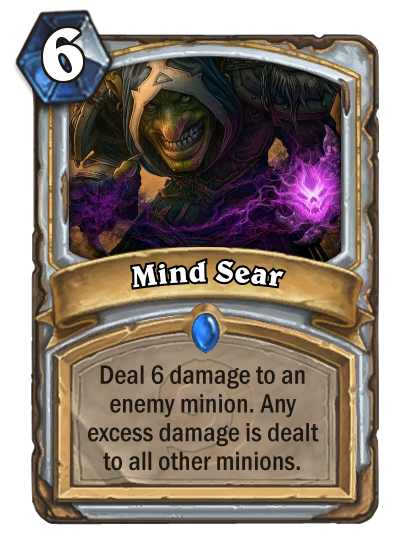 6
Mind Sear
Deal 6 damage to an
enemy minion. Any
excess damage is dealt
to all other minions.